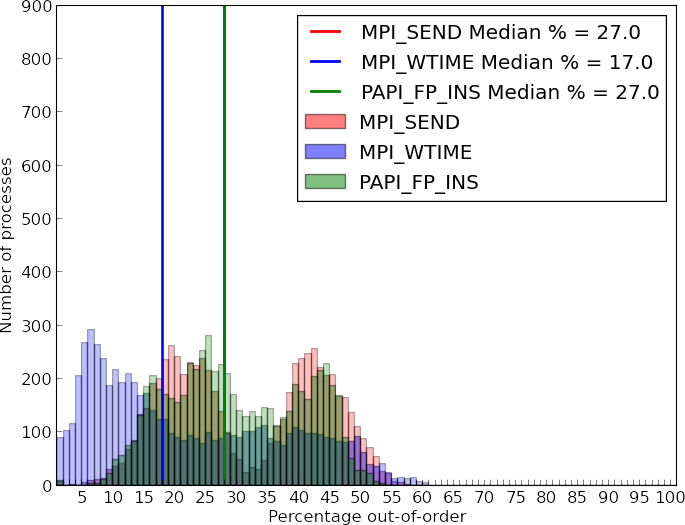 900
800
700
600
500
400
300
200
100
0
Number of processes
MPI_SEND Median % = 27.0
MPI_WTIME Median % = 17.0
PAPI_FP_INS Median % = 27.0
MPI_SEND
MPI_WTIME
PAPI_FP_INS
5 10 15 20 25 30 35 40 45 50 55 60 65 70 75 80 85 90 95 100
Percentage out-of-order